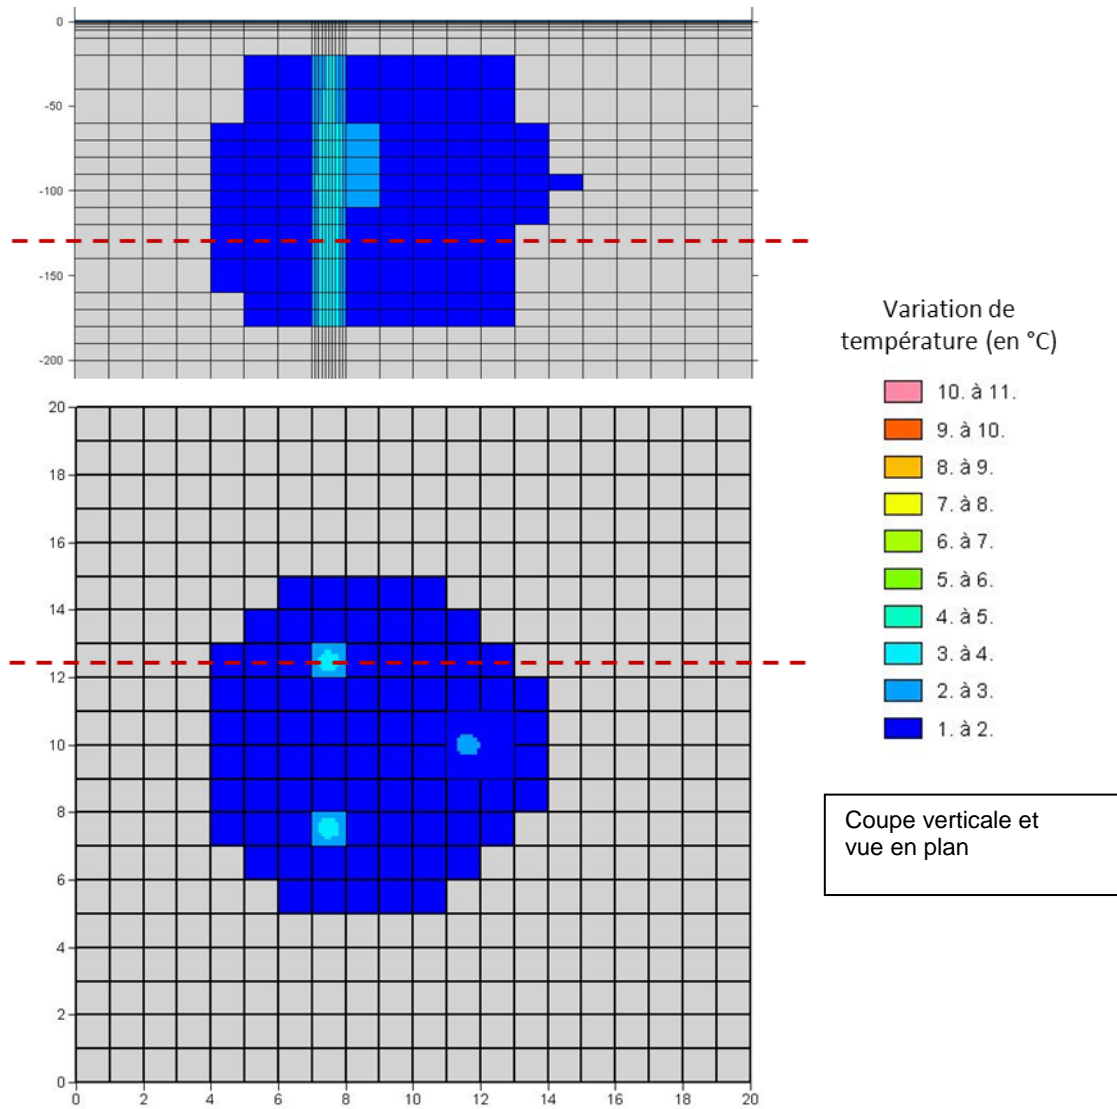 0
-50
-100
-150
-200
20
18
16
14
12
10
8
6
4
2
0
0 2 4 6 8 10 12 14 16 18 20
Variation de
température (en °C)
10. à 11.
9. à 10.
8. à 9.
7. à 8.
6. à 7.
5. à 6.
4. à 5.
3. à 4.
2. à 3.
1. à 2.
Coupe verticale et
vue en plan